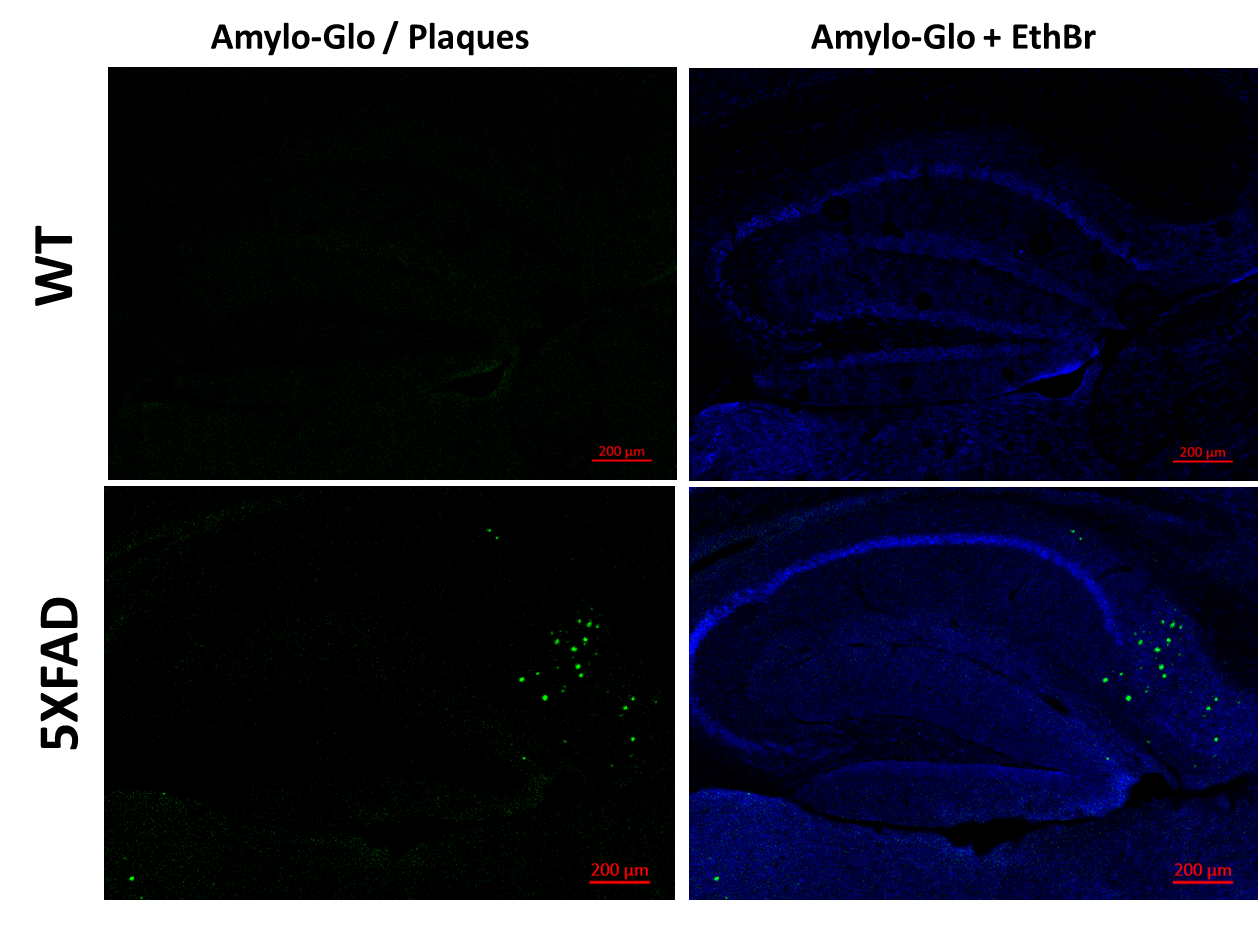 Amylo-Glo / Plaques
Amylo-Glo + EthBr
WT
200 µm
200 µm
5XFAD
200 µm
200 µm